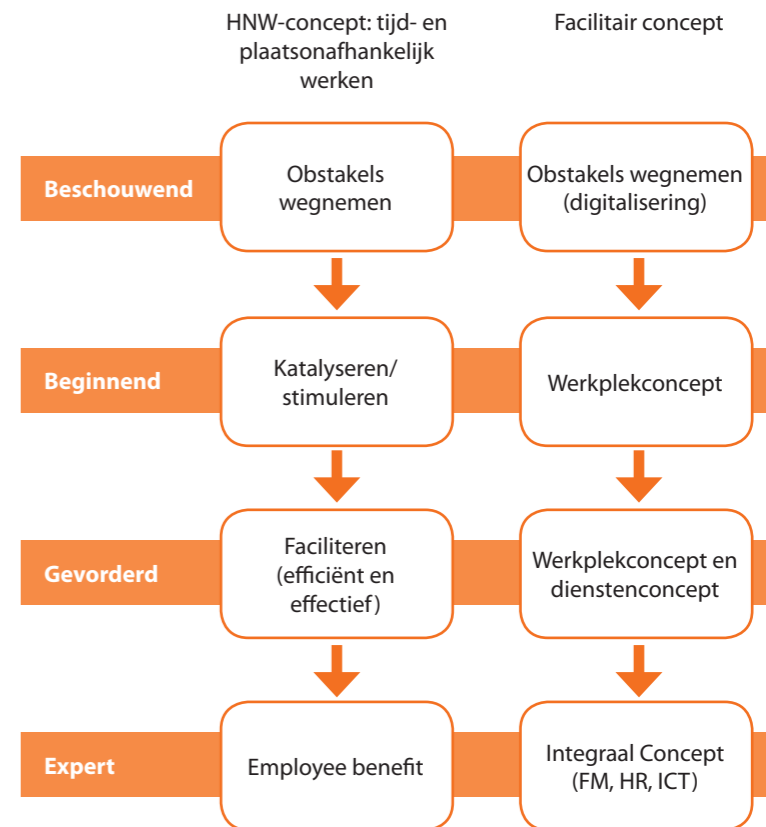 HNW-concept: tijd- en
plaatsonafhankelijk
werken
Facilitair concept
Beschouwend
Obstakels
wegnemen
Obstakels wegnemen
(digitalisering)
Beginnend
Katalyseren/
stimuleren
Werkplekconcept
Gevorderd
Faciliteren
(efficiënt en
effectief)
Werkplekconcept en
dienstenconcept
Expert
Employee benefit
Integraal Concept
(FM, HR, ICT)